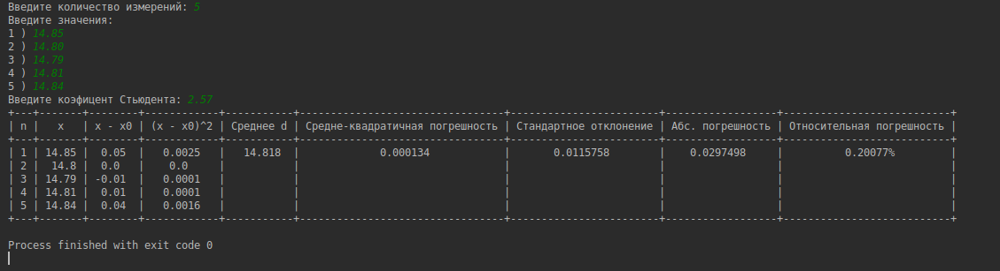 Введите количество измерений: 5
Введите значения:
1 ) 14.85
2 ) 14.80
3 ) 14.79
4 ) 14.81
5 ) 14.84
Введите коэфицент Стьюдента: 2.57
+---+-------+--------+------------+-----------+----------------------------------+------------------------+------------------+----------------------------+
| n |   x   | x - x0 | (x - x0)^2 | Среднее d | Средне-квадратичная погрешность | Стандартное отклонение | Абс. погрешность | Относительная погрешность |
+---+-------+--------+------------+-----------+----------------------------------+------------------------+------------------+----------------------------+
| 1 | 14.85 |  0.05  |   0.0025   |   14.818  |             0.000134             |       0.0115758        |    0.0297498     |          0.20077%          |
| 2 |  14.8 |  0.0   |    0.0     |           |                                  |                        |                  |                            |
| 3 | 14.79 | -0.01  |   0.0001   |           |                                  |                        |                  |                            |
| 4 | 14.81 |  0.01  |   0.0001   |           |                                  |                        |                  |                            |
| 5 | 14.84 |  0.04  |   0.0016   |           |                                  |                        |                  |                            |
+---+-------+--------+------------+-----------+----------------------------------+------------------------+------------------+----------------------------+
Process finished with exit code 0